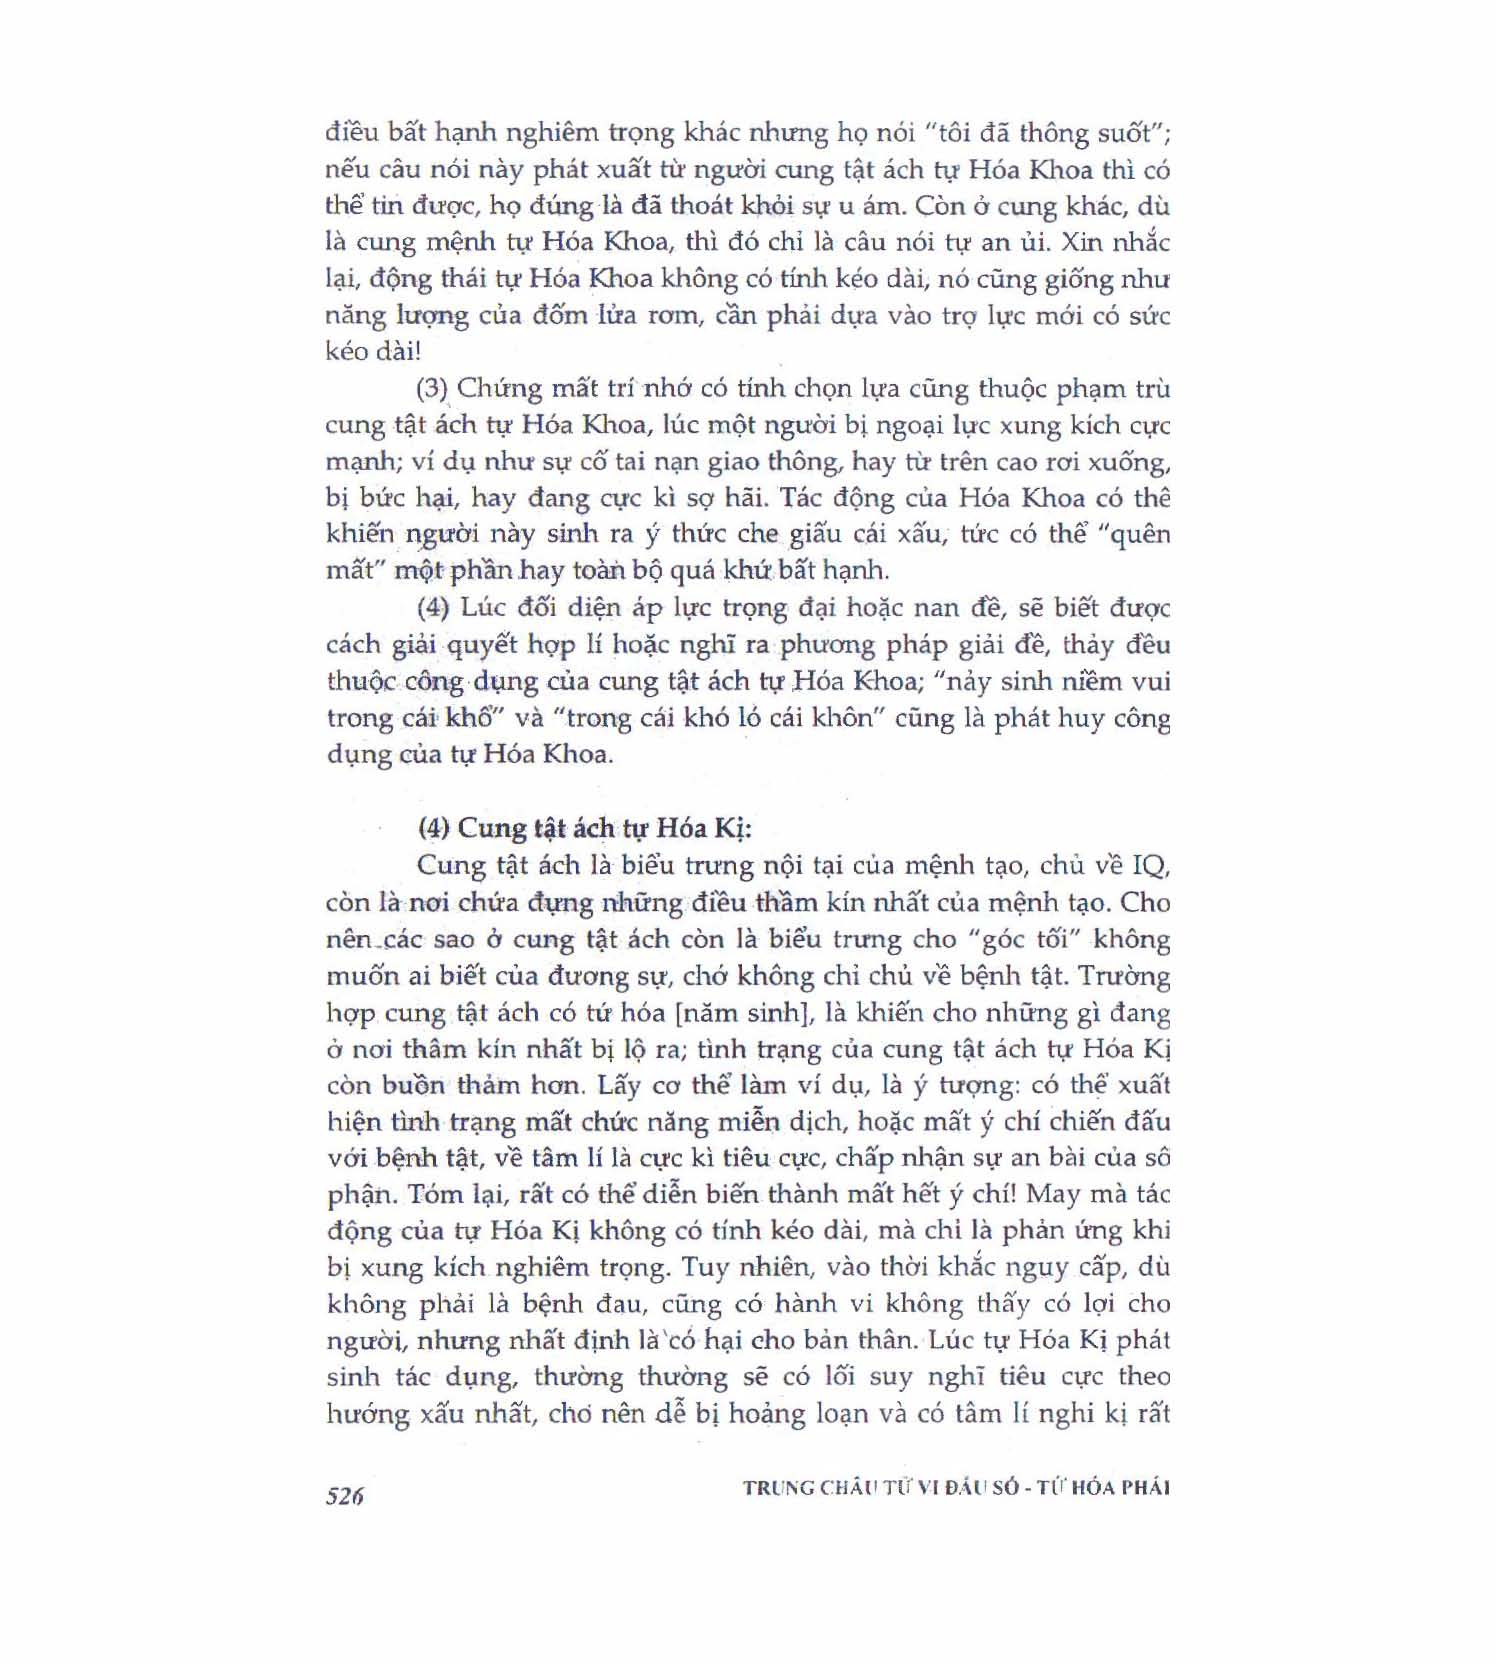 điều bất hạnh nghiêm trọng khác nhưng họ nói "tôi đã thông suốt";
nếu câu nói này phát xuất từ người cung tật ách tự Hóa Khoa thì có
thể tin được, họ đúng là đã thoát khỏi sự u ám. Còn ở cung khác, dù
là cung mệnh tự Hóa Khoa, thì đó chỉ là câu nói tự an ủi. Xin nhắc
lại, động thái tự Hóa Khoa không có tính kéo dài, nó cũng giống như
năng lượng của đốm lửa rơm, cần phải dựa vào trợ lực mới có sức
kéo dài!
(3) Chứng mất trí nhớ có tính chọn lựa cũng thuộc phạm trù
cung tật ách tự Hóa Khoa, lúc một người bị ngoại lực xung kích cực
mạnh; ví dụ như sự cố tai nạn giao thông, hay từ trên cao rơi xuống,
bị bức hại, hay đang cực kì sợ hãi. Tác động của Hóa Khoa có thể
khiến người này sinh ra ý thức che giấu cái xấu, tức có thể "quên
mất" một phần hay toàn bộ quá khứ bất hạnh.
(4) Lúc đối diện áp lực trọng đại hoặc nan đề, sẽ biết được
cách giải quyết hợp lí hoặc nghĩ ra phương pháp giải đề, thảy đều
thuộc công dụng của cung tật ách tự Hóa Khoa; "nảy sinh niềm vui
trong cái khổ" và "trong cái khó ló cái khôn" cũng là phát huy công
dụng của tự Hóa Khoa.
(4) Cung tật ách tự Hóa Kị:
Cung tật ách là biểu trưng nội tại của mệnh tạo, chủ về IQ,
còn là nơi chứa đựng những điều thầm kín nhất của mệnh tạo. Cho
nên các sao ở cung tật ách còn là biểu trưng cho "góc tối" không
muốn ai biết của đương sự, chớ không chỉ chủ về bệnh tật. Trường
hợp cung tật ách có tứ hóa [năm sinh], là khiến cho những gì đang
ở nơi thâm kín nhất bị lộ ra; tình trạng của cung tật ách tự Hóa Kị
còn buồn thảm hơn. Lấy cơ thể làm ví dụ, là ý tượng: có thể xuất
hiện tình trạng mất chức năng miễn dịch, hoặc mất ý chí chiến đấu
với bệnh tật, về tâm lí là cực kì tiêu cực, chấp nhận sự an bài của số
phận. Tóm lại, rất có thể diễn biến thành mất hết ý chí! May mà tác
động của tự Hóa Kị không có tính kéo dài, mà chỉ là phản ứng khi
bị xung kích nghiêm trọng. Tuy nhiên, vào thời khắc nguy cấp, dù
không phải là bệnh đau, cũng có hành vi không thấy có lợi cho
người, nhưng nhất định là có hại cho bản thân. Lúc tự Hóa Kị phát
sinh tác dụng, thường thường sẽ có lối suy nghĩ tiêu cực theo
hướng xấu nhất, cho nên dễ bị hoảng loạn và có tâm lí nghi kị rất
526
TRUNG CHÂU TỬ VI ĐẨU SỐ - TỨ HÓA PHÁI